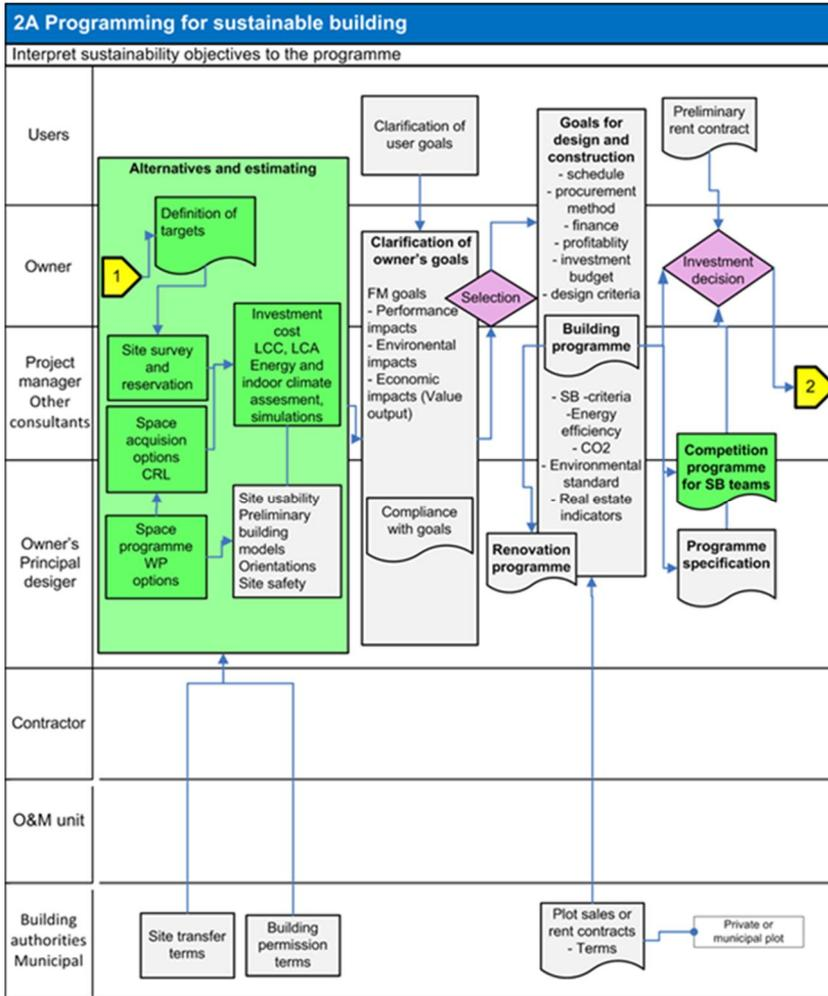 2A Programming for sustainable building
Interpret sustainability objectives to the programme
Users
Owner
Project
manager
Other
consultants
Owner's
Principal
desiger
Contractor
O&M unit
Building
authorities
Municipal
Alternatives and estimating
1
Definition of
targets
Site survey
and
reservation
Space
acquision
options
CRL
Space
programme
WP
options
Investment
cost
LCC, LCA
Energy and
indoor climate
assesment,
simulations
Site usability
Preliminary
building
models
Orientations
Site safety
Clarification of
user goals
Clarification of
owner's goals
FM goals
- Performance
impacts
- Environental
impacts
- Economic
impacts (Value
output)
Compliance
with goals
Selection
Goals for
design and
construction
- schedule
- procurement
method
- finance
- profitablity
- investment
budget
- design criteria
Building
programme
- SB -criteria
-Energy
efficiency
- CO2
- Environmental
standard
- Real estate
indicators
Renovation
programme
Preliminary
rent contract
Investment
decision
2
Competition
programme
for SB teams
Programme
specification
Site transfer
terms
Building
permission
terms
Plot sales or
rent contracts
- Terms
Private or
municipal plot